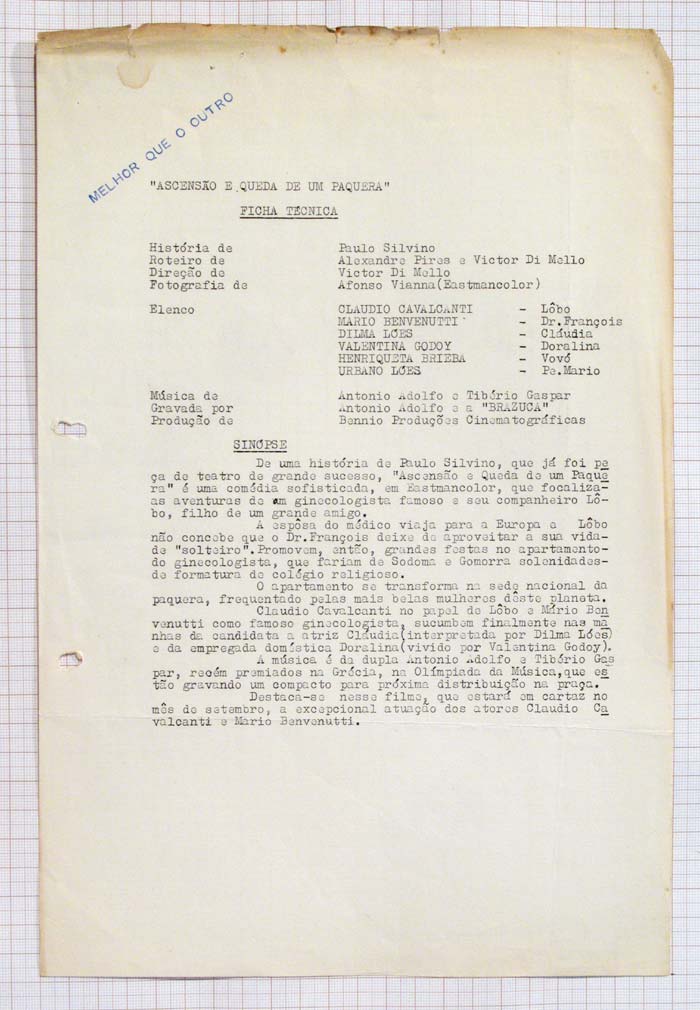 MELHOR QUE O OUTRO
"ASCENSÃO E QUEDA DE UM PAQUERA"
FICHA TÉCNICA
História de Paulo Silvino
Roteiro de Alexandre Pires e Victor Di Mello
Direção de Victor Di Mello
Fotografia de Afonso Vianna(Eastmancolor)
Elenco CLAUDIO CAVALCANTI - Lôbo
MARIO BENVENUTTI - Dr.François
DILMA LÓES - Cláudia
VALENTINA GODOY - Doralina
HENRIQUETA BRIEBA - Vovó
URBANO LÓES - Pe.Mario
Música de Antonio Adolfo e Tibério Gaspar
Gravada por Antonio Adolfo e a "BRAZUCA"
Produção de Bennio Produções Cinematográficas
SINÓPSE
De uma história de Paulo Silvino, que já foi pe
ça de teatro de grande sucesso, "Ascensão e Queda de um Paque
ra" é uma comédia sofisticada, em Eastmancolor, que focaliza-
as aventuras de um ginecologista famoso e seu companheiro Lô-
bo, filho de um grande amigo.
A espôsa do médico viaja para a Europa e Lôbo
não concebe que o Dr.François deixe de aproveitar a sua vida-
de "solteiro".Promovem, então, grandes festas no apartamento-
do ginecologista, que fariam de Sodoma e Gomorra solenidades-
de formatura de colégio religioso.
O apartamento se transforma na sede nacional da
paquera, frequentado pelas mais belas mulheres dêste planeta.
Claudio Cavalcanti no papel de Lôbo e Mário Ben
venutti como famoso ginecologista, sucumbem finalmente nas ma
nhas da candidata a atriz Cláudia(interpretada por Dilma Lóes)
e da empregada doméstica Doralina(vivido por Valentina Godoy).
A música é da dupla Antonio Adolfo e Tibério Gas
par, recém premiados na Grécia, na Olímpiada da Música,que es
tão gravando um compacto para próxima distribuição na praça.
Destaca-se nesse filme, que estará em cartaz no
mês de setembro, a excepcional atuação dos atores Claudio Ca
valcanti e Mario Benvenutti.